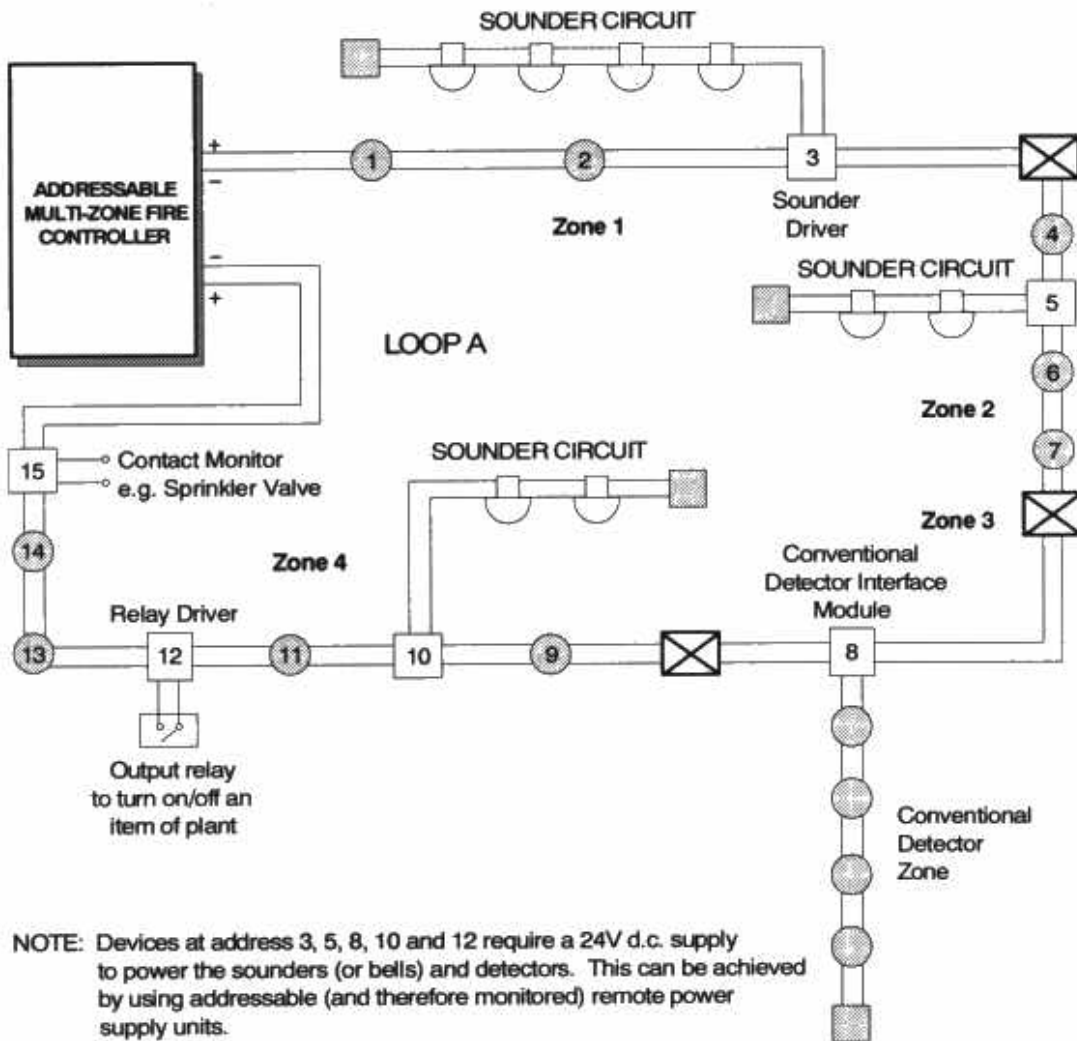 SOUNDER CIRCUIT
+
−
ADDRESSABLE
MULTI-ZONE FIRE
CONTROLLER
−
+
1
2
3
Sounder
Driver
Zone 1
4
SOUNDER CIRCUIT
5
LOOP A
6
Zone 2
7
Zone 3
15
Contact Monitor
e.g. Sprinkler Valve
SOUNDER CIRCUIT
14
Zone 4
Conventional
Detector Interface
Module
Relay Driver
13
12
11
10
9
8
Output relay
to turn on/off an
item of plant
Conventional
Detector
Zone
NOTE: Devices at address 3, 5, 8, 10 and 12 require a 24V d.c. supply
to power the sounders (or bells) and detectors. This can be achieved
by using addressable (and therefore monitored) remote power
supply units.